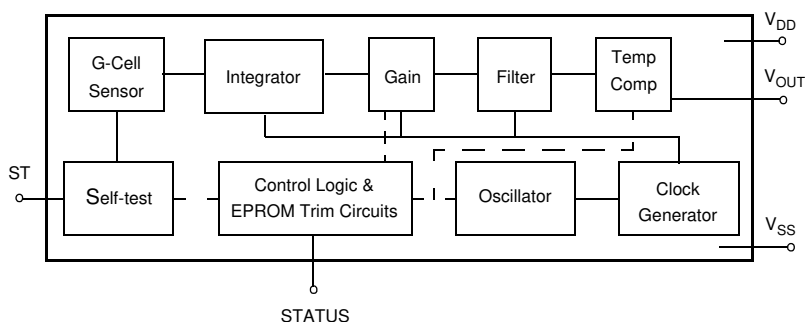 G-Cell
Sensor
Integrator
Gain
Filter
Temp
Comp
VDD
VOUT
ST
Self-test
Control Logic &
EPROM Trim Circuits
Oscillator
Clock
Generator
VSS
STATUS